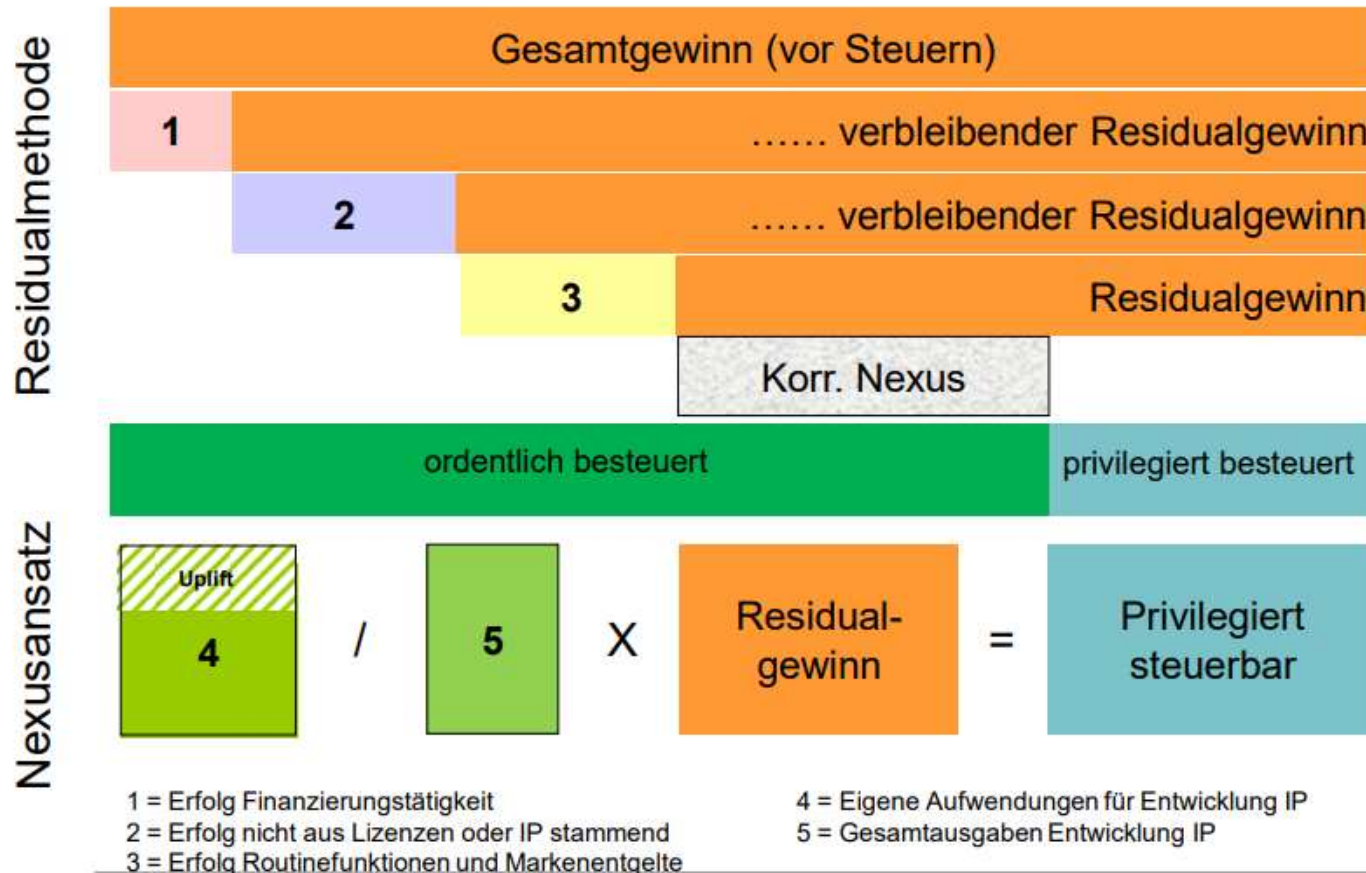 Residualmethode
Gesamtgewinn (vor Steuern)
1
...... verbleibender Residualgewinn
2
...... verbleibender Residualgewinn
3
Residualgewinn
Korr. Nexus
ordentlich besteuert
privilegiert besteuert
Nexusansatz
Uplift
4
/
5
X
Residual-
gewinn
=
Privilegiert
steuerbar
1 = Erfolg Finanzierungstätigkeit
2 = Erfolg nicht aus Lizenzen oder IP stammend
3 = Erfolg Routinefunktionen und Markenentgelte
4 = Eigene Aufwendungen für Entwicklung IP
5 = Gesamtausgaben Entwicklung IP